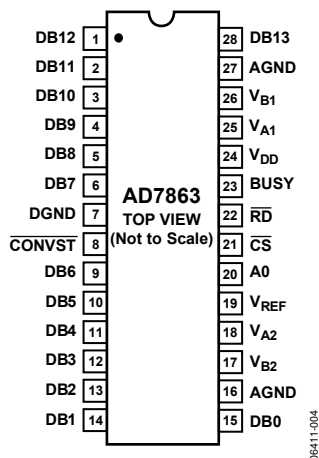 DB12 1 28 DB13
DB11 2 27 AGND
DB10 3 26 VB1
DB9 4 25 VA1
DB8 5 24 VDD
DB7 6 23 BUSY
AD7863
DGND 7 TOP VIEW 22 RD
CONVST 8 (Not to Scale) 21 CS
DB6 9 20 A0
DB5 10 19 VREF
DB4 11 18 VA2
DB3 12 17 VB2
DB2 13 16 AGND
DB1 14 15 DB0
06411-004